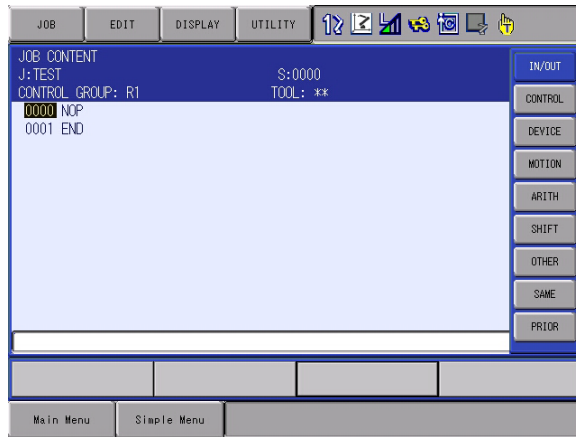 JOB EDIT DISPLAY UTILITY
JOB CONTENT
J:TEST S:0000
CONTROL GROUP: R1 TOOL: **
0000 NOP
0001 END
IN/OUT
CONTROL
DEVICE
MOTION
ARITH
SHIFT
OTHER
SAME
PRIOR
Main Menu Simple Menu